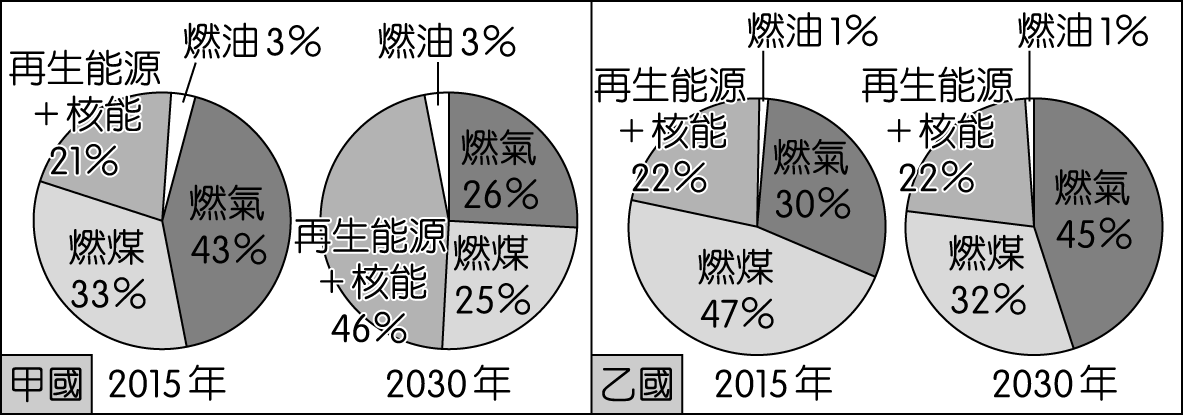 燃油 3%
再生能源
＋核能
21%
燃氣
43%
燃煤
33%
甲國
2015 年
燃油 3%
燃氣
26%
再生能源
＋核能
46%
燃煤
25%
2030 年
燃油 1%
再生能源
＋核能
22%
燃氣
30%
燃煤
47%
乙國
2015 年
燃油 1%
再生能源
＋核能
22%
燃氣
45%
燃煤
32%
2030 年